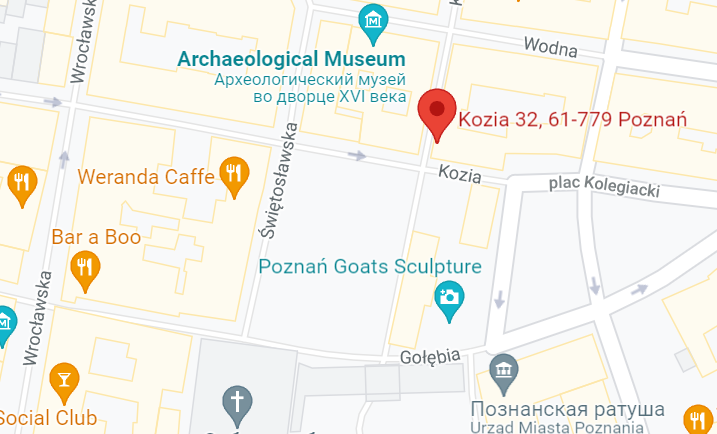 Wrocławska
Wodna
Archaeological Museum
Археологический музей
во дворце XVI века
Kozia 32, 61-779 Poznań
Świętosławska
Weranda Caffe
Kozia
plac Kolegiacki
Bar a Boo
Poznań Goats Sculpture
Wrocławska
Gołębia
Social Club
Познанская ратуша
Urząd Miasta Poznania